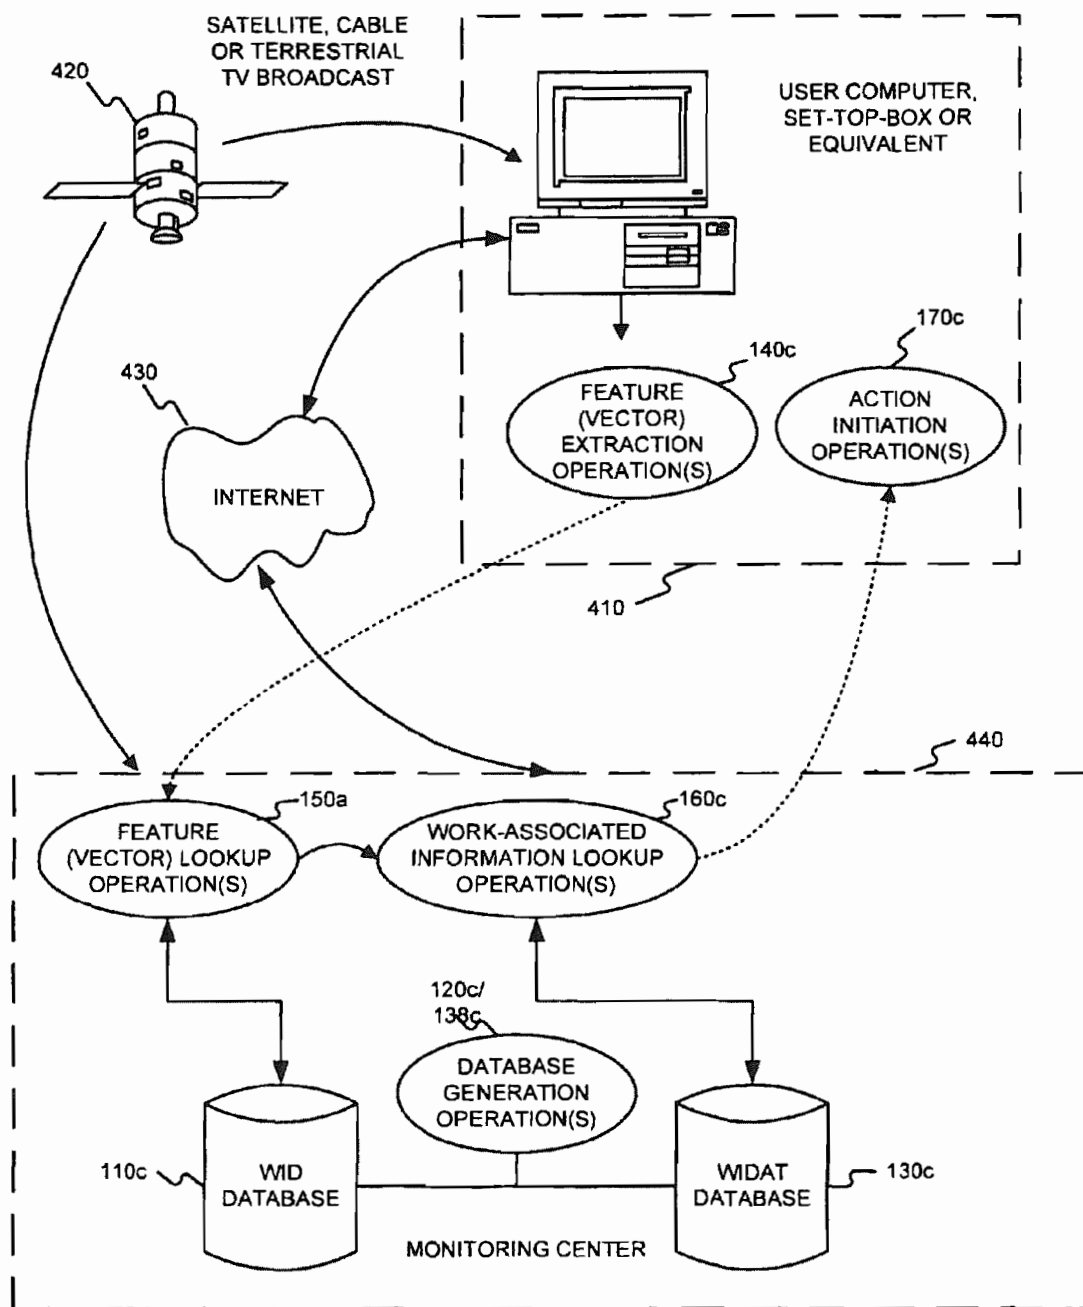 SATELLITE, CABLE
OR TERRESTRIAL
TV BROADCAST
420
USER COMPUTER,
SET-TOP-BOX OR
EQUIVALENT
170c
140c
430
FEATURE
(VECTOR)
EXTRACTION
OPERATION(S)
ACTION
INITIATION
OPERATION(S)
INTERNET
410
440
150a
160c
FEATURE
(VECTOR) LOOKUP
OPERATION(S)
WORK-ASSOCIATED
INFORMATION LOOKUP
OPERATION(S)
120c/
138c
DATABASE
GENERATION
OPERATION(S)
110c
WID
DATABASE
WIDAT
DATABASE
130c
MONITORING CENTER